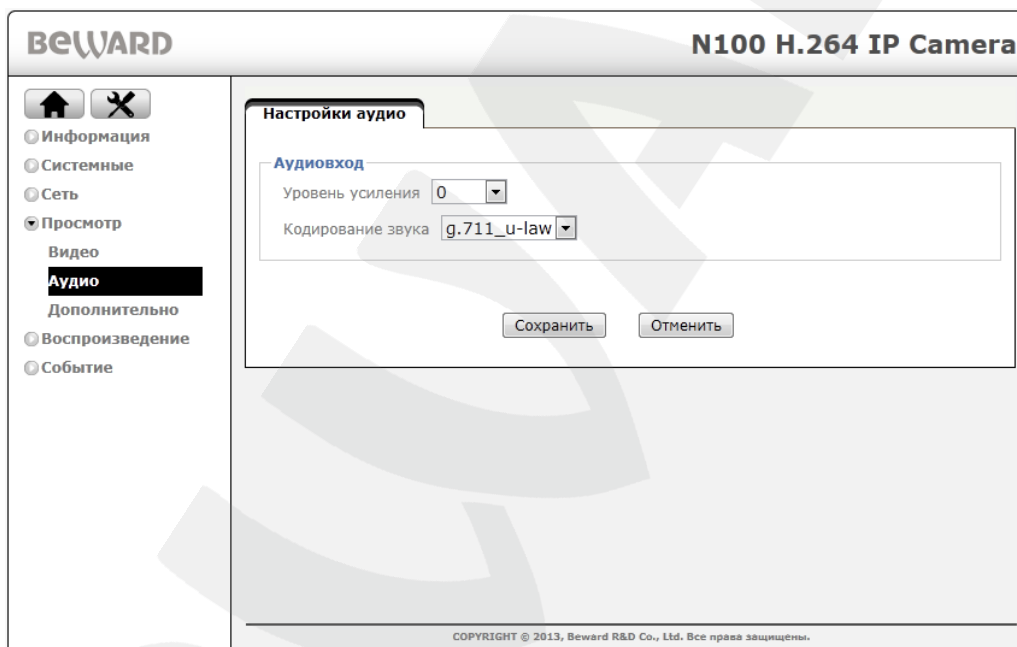 BEWARD
N100 H.264 IP Camera
Информация
Системные
Сеть
Просмотр
Видео
Аудио
Дополнительно
Воспроизведение
Событие
Настройки аудио
Аудиовход
Уровень усиления 0
Кодирование звука g.711_u-law
Сохранить Отменить
COPYRIGHT © 2013, Beward R&D Co., Ltd. Все права защищены.